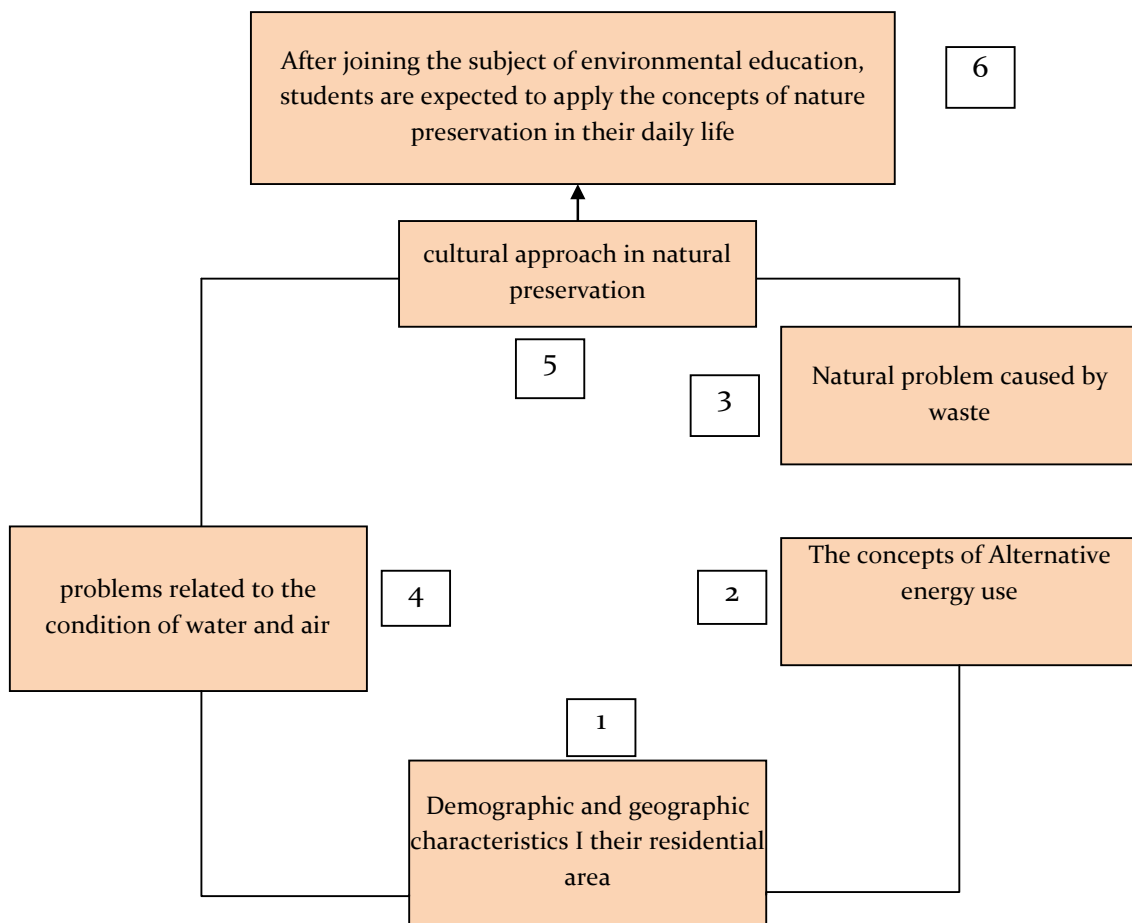 After joining the subject of environmental education,
students are expected to apply the concepts of nature
preservation in their daily life
6
cultural approach in natural
preservation
5
3
Natural problem caused by
waste
problems related to the
condition of water and air
4
2
The concepts of Alternative
energy use
1
Demographic and geographic
characteristics I their residential
area